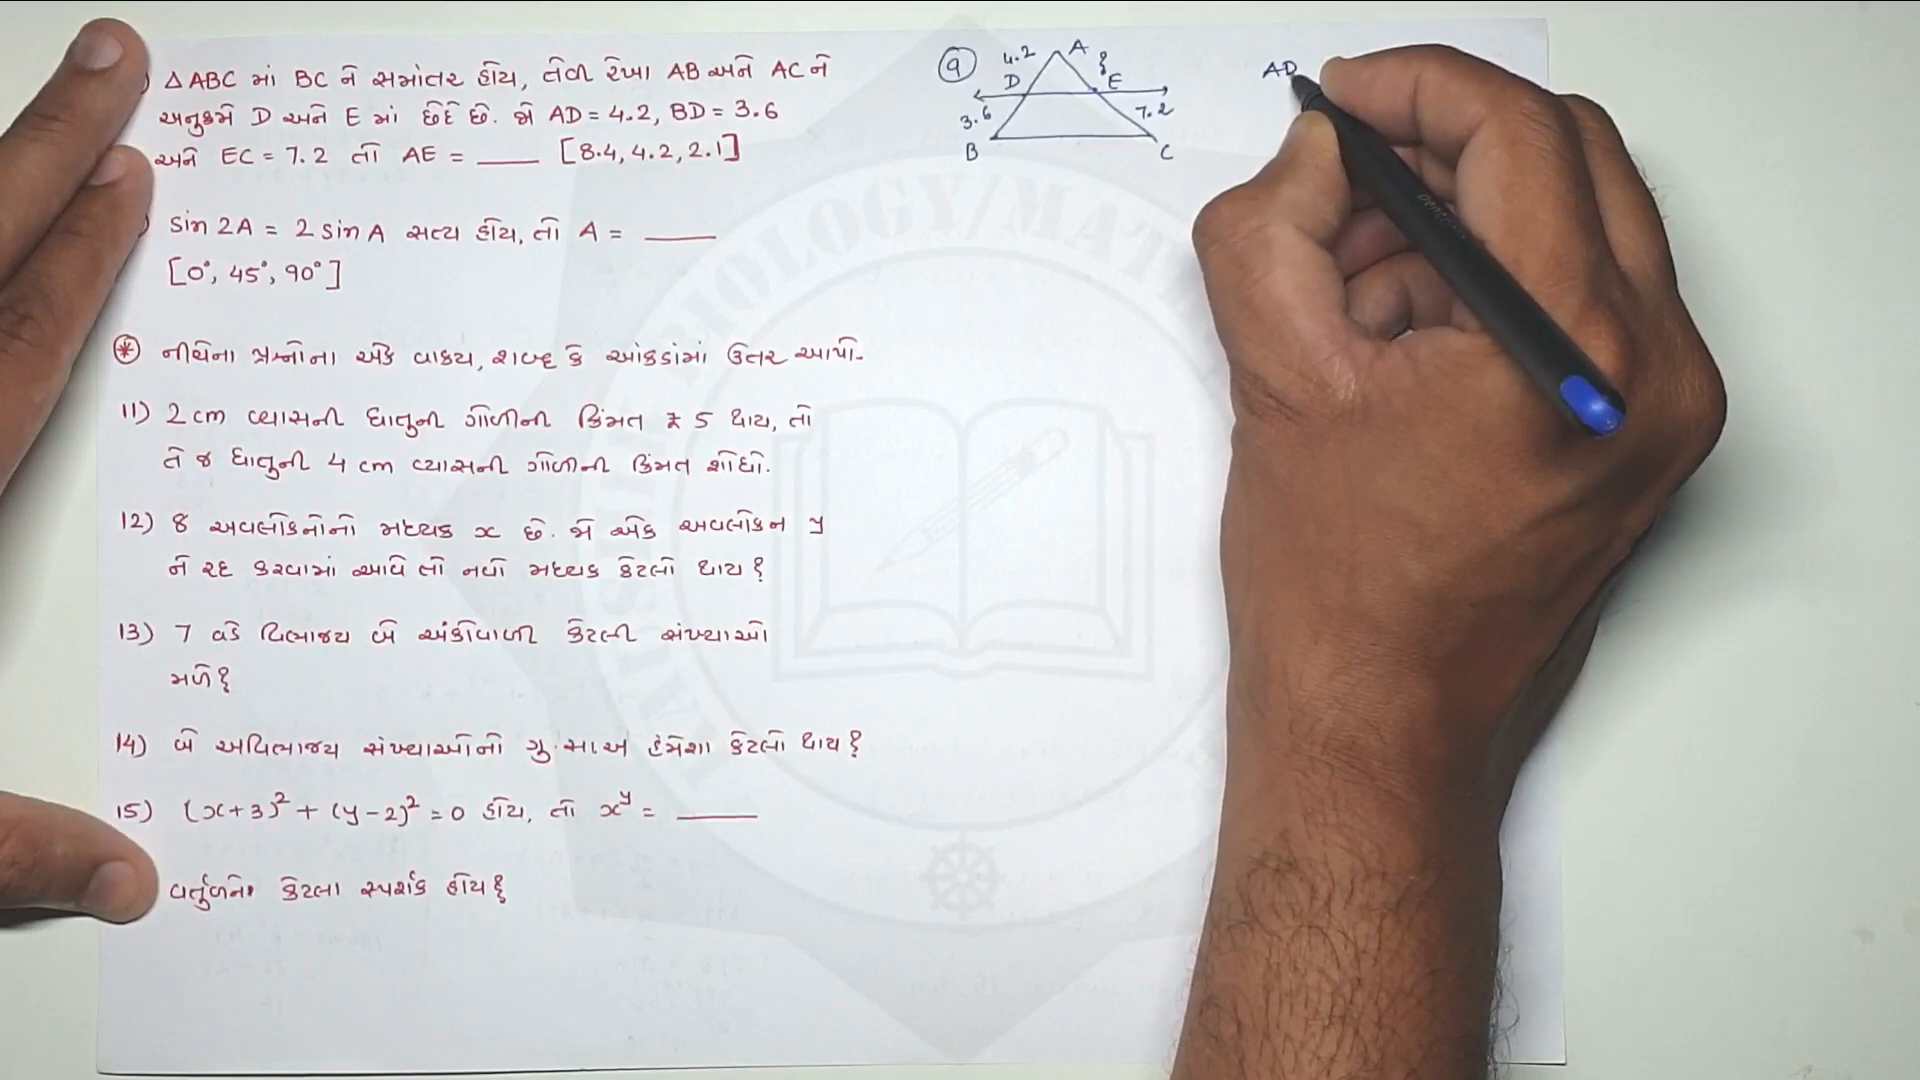 ) △ABC માં BC ને સમાંતર હોય, તેવી રેખા AB અને AC ને
અનુક્રમે D અને E માં છેદે છે. જો AD = 4.2, BD = 3.6
અને EC = 7.2 તો AE = ____ [8.4, 4.2, 2.1]
) sin 2A = 2 sin A સત્ય હોય, તો A = ____
[0°, 45°, 90°]
* નીચેના પ્રશ્નોના એક વાક્ય, શબ્દ કે આંકડામાં ઉત્તર આપો.
11) 2 cm વ્યાસની ધાતુની ગોળીની કિંમત ₹ 5 થાય, તો
તે જ ધાતુની 4 cm વ્યાસની ગોળીની કિંમત શોધો.
12) 8 અવલોકનોનો મધ્યક x છે. જો એક અવલોકન y
ને રદ કરવામાં આવે તો નવો મધ્યક કેટલો થાય ?
13) 7 વડે વિભાજ્ય બે અંકોવાળી કેટલી સંખ્યાઓ
મળે ?
14) બે અવિભાજ્ય સંખ્યાઓનો ગુ.સા.અ હંમેશા કેટલો થાય ?
15) (x+3)² + (y-2)² = 0 હોય, તો xʸ = ____
વર્તુળને કેટલા સ્પર્શક હોય ?
9
4.2 A ?
D E
3.6 7.2
B C
AD